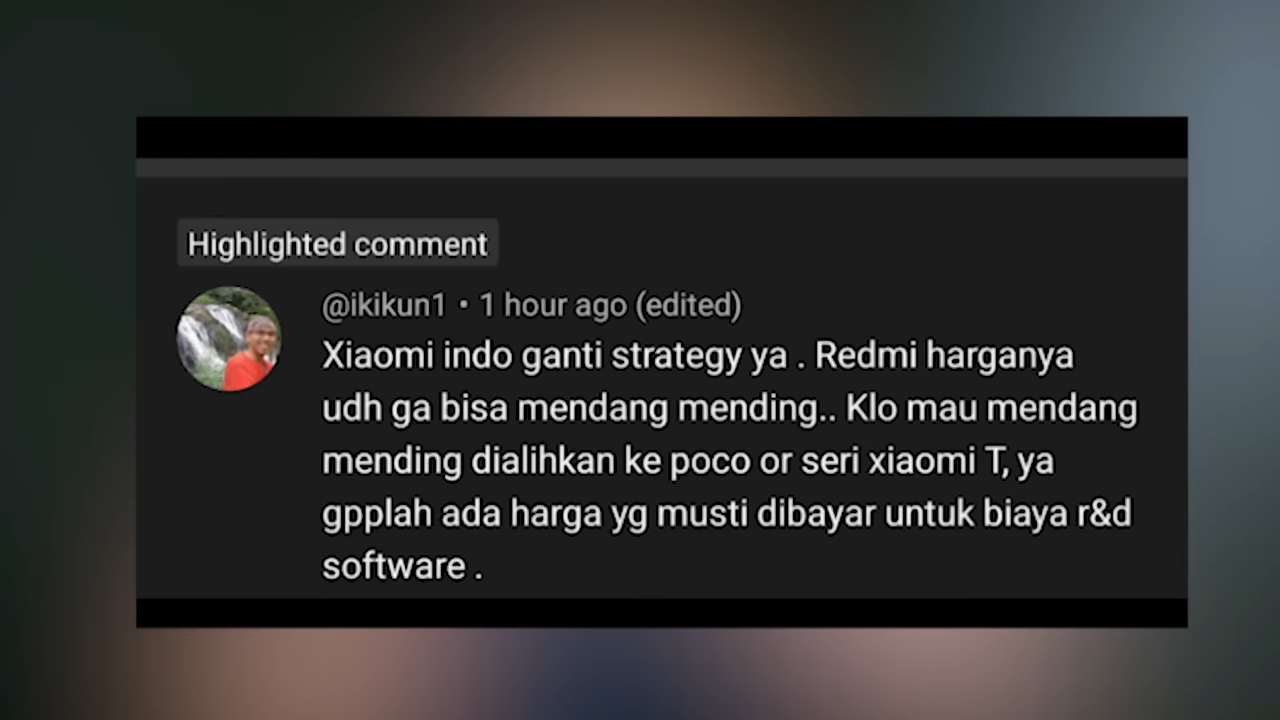 Highlighted comment
@ikikun1 • 1 hour ago (edited)
Xiaomi indo ganti strategy ya . Redmi harganya
udh ga bisa mendang mending.. Klo mau mendang
mending dialihkan ke poco or seri xiaomi T, ya
gpplah ada harga yg musti dibayar untuk biaya r&d
software .